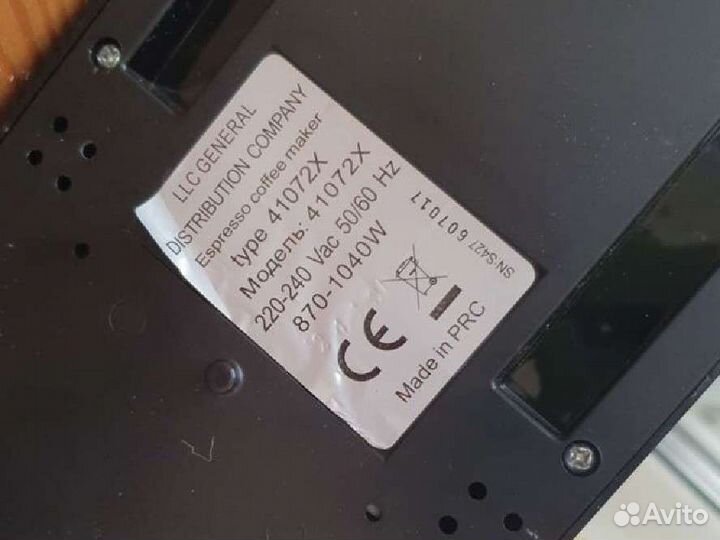 LLC GENERAL
DISTRIBUTION COMPANY
Espresso coffee maker
type 41072X
Модель: 41072X
220-240 Vac 50/60 Hz
870-1040W
CE
Made in PRC
SN:S427 607017
Avito